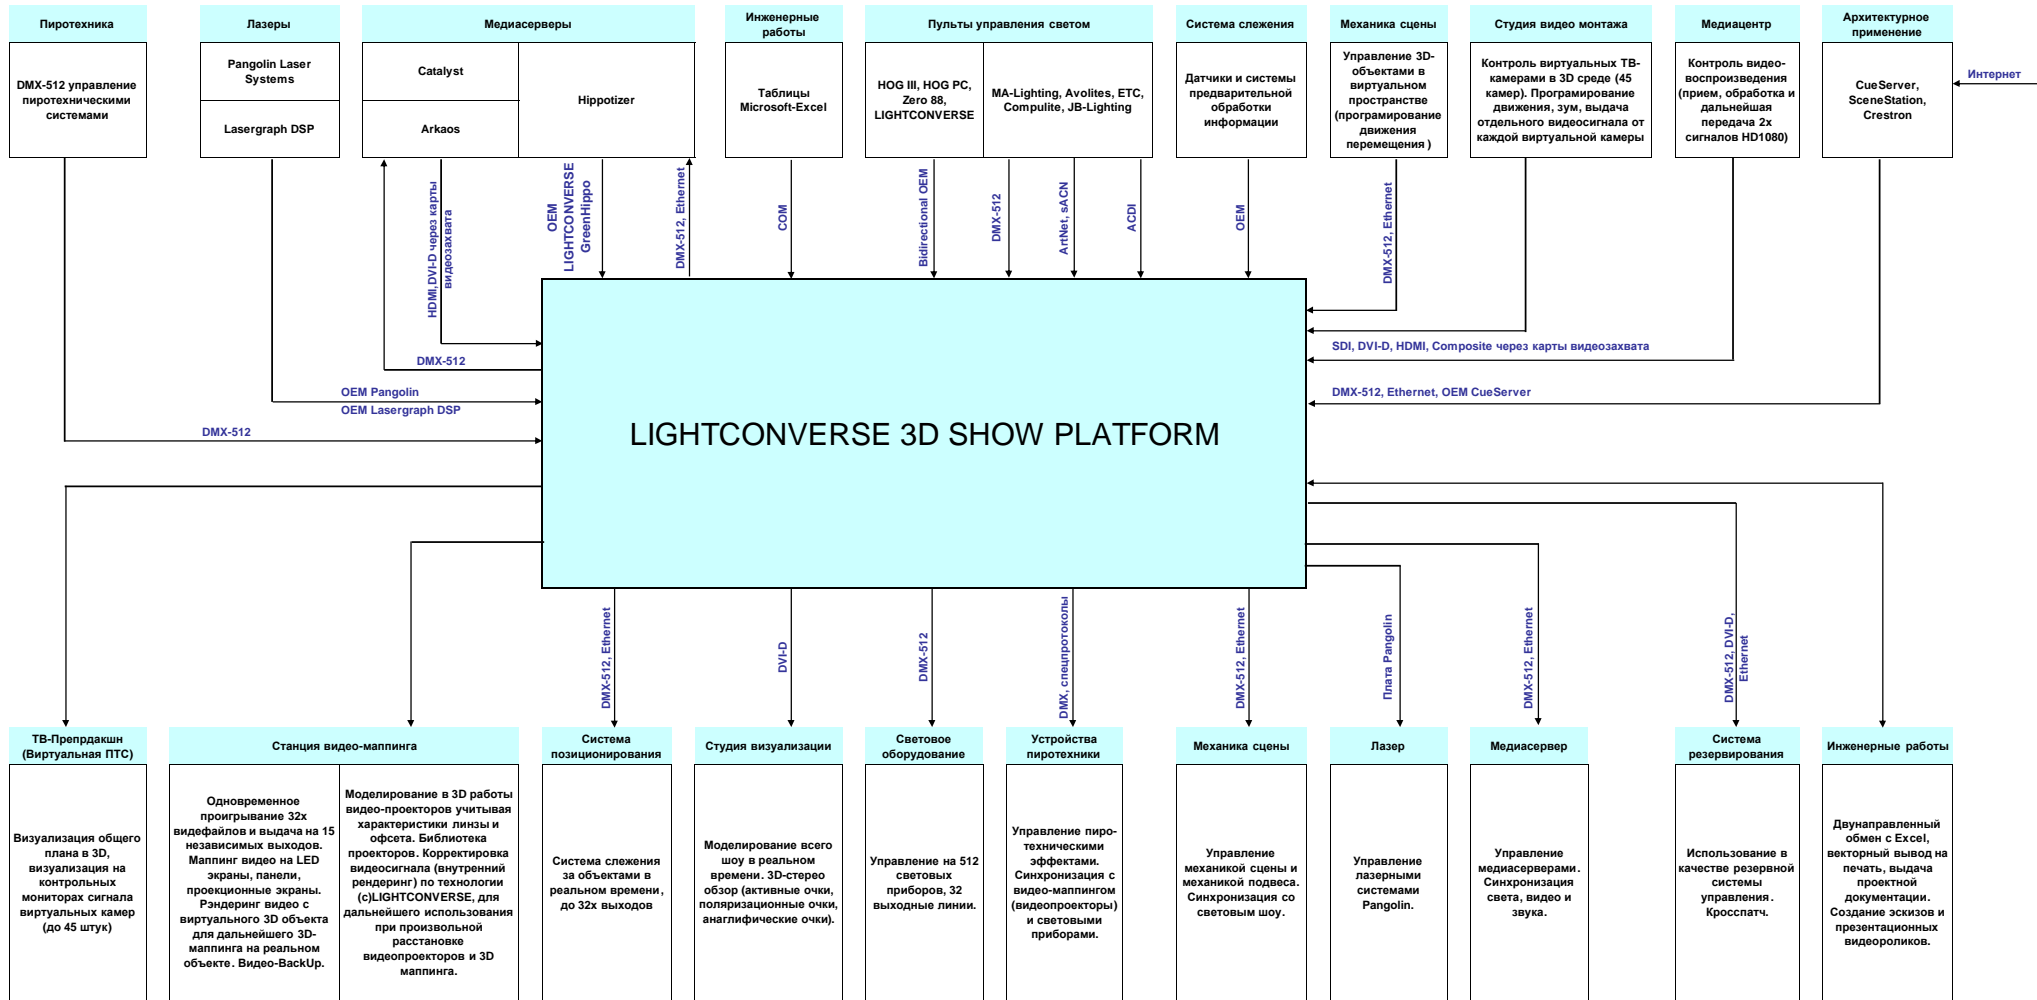 Пиротехника
DMX-512 управление
пиротехническими
системами
Лазеры
Pangolin Laser
Systems
Lasergraph DSP
Медиасерверы
Catalyst
Arkaos
Hippotizer
Инженерные
работы
Таблицы
Microsoft-Excel
Пульты управления светом
HOG III, HOG PC,
Zero 88,
LIGHTCONVERSE
MA-Lighting, Avolites, ETC,
Compulite, JB-Lighting
Система слежения
Датчики и системы
предварительной
обработки
информации
Механика сцены
Управление 3D-
объектами в
виртуальном
пространстве
(програмирование
движения
перемещения )
Студия видео монтажа
Контроль виртуальных ТВ-
камерами в 3D среде (45
камер). Програмирование
движения, зум, выдача
отдельного видеосигнала от
каждой виртуальной камеры
Медиацентр
Контроль видео-
воспроизведения
(прием, обработка и
дальнейшая
передача 2х
сигналов HD1080)
Архитектурное
применение
CueServer,
SceneStation,
Crestron
Интернет
HDMI,DVI-D через карты
видеозахвата
OEM
LIGHTCONVERSE
GreenHippo
DMX-512, Ethernet
COM
Bidirectional OEM
DMX-512
ArtNet, sACN
ACDI
OEM
DMX-512, Ethernet
DMX-512
OEM Pangolin
OEM Lasergraph DSP
DMX-512
SDI, DVI-D, HDMI, Composite через карты видеозахвата
DMX-512, Ethernet, OEM CueServer
LIGHTCONVERSE 3D SHOW PLATFORM
DMX-512, Ethernet
DVI-D
DMX-512
DMX, спецпротоколы
DMX-512, Ethernet
Плата Pangolin
DMX-512, Ethernet
DMX-512, DVI-D,
Ethernet
ТВ-Препрдакшн
(Виртуальная ПТС)
Визуализация общего
плана в 3D,
визуализация на
контрольных
мониторах сигнала
виртуальных камер
(до 45 штук)
Станция видео-маппинга
Одновременное
проигрывание 32х
видефайлов и выдача на 15
независимых выходов.
Маппинг видео на LED
экраны, панели,
проекционные экраны.
Рэндеринг видео с
виртуального 3D объекта
для дальнейшего 3D-
маппинга на реальном
объекте. Видео-BackUp.
Моделирование в 3D работы
видео-проекторов учитывая
характеристики линзы и
офсета. Библиотека
проекторов. Корректировка
видеосигнала (внутренний
рендеринг) по технологии
(c)LIGHTCONVERSE, для
дальнейшего использования
при произвольной
расстановке
видеопроекторов и 3D
маппинга.
Система
позиционирования
Система слежения
за объектами в
реальном времени,
до 32х выходов
Студия визуализации
Моделирование всего
шоу в реальном
времени. 3D-стерео
обзор (активные очки,
поляризационные очки,
анаглифические очки).
Световое
оборудование
Управление на 512
световых
приборов, 32
выходные линии.
Устройства
пиротехники
Управление пиро-
техническими
эффектами.
Синхронизация с
видео-маппингом
(видеопроекторы)
и световыми
приборами.
Механика сцены
Управление
механикой сцены и
механикой подвеса.
Синхронизация со
световым шоу.
Лазер
Управление
лазерными
системами
Pangolin.
Медиасервер
Управление
медиасерверами.
Синхронизация
света, видео и
звука.
Система
резервирования
Использование в
качестве резервной
системы
управления.
Кросспатч.
Инженерные работы
Двунаправленный
обмен с Excel,
векторный вывод на
печать, выдача
проектной
документации.
Создание эскизов и
презентационных
видеороликов.